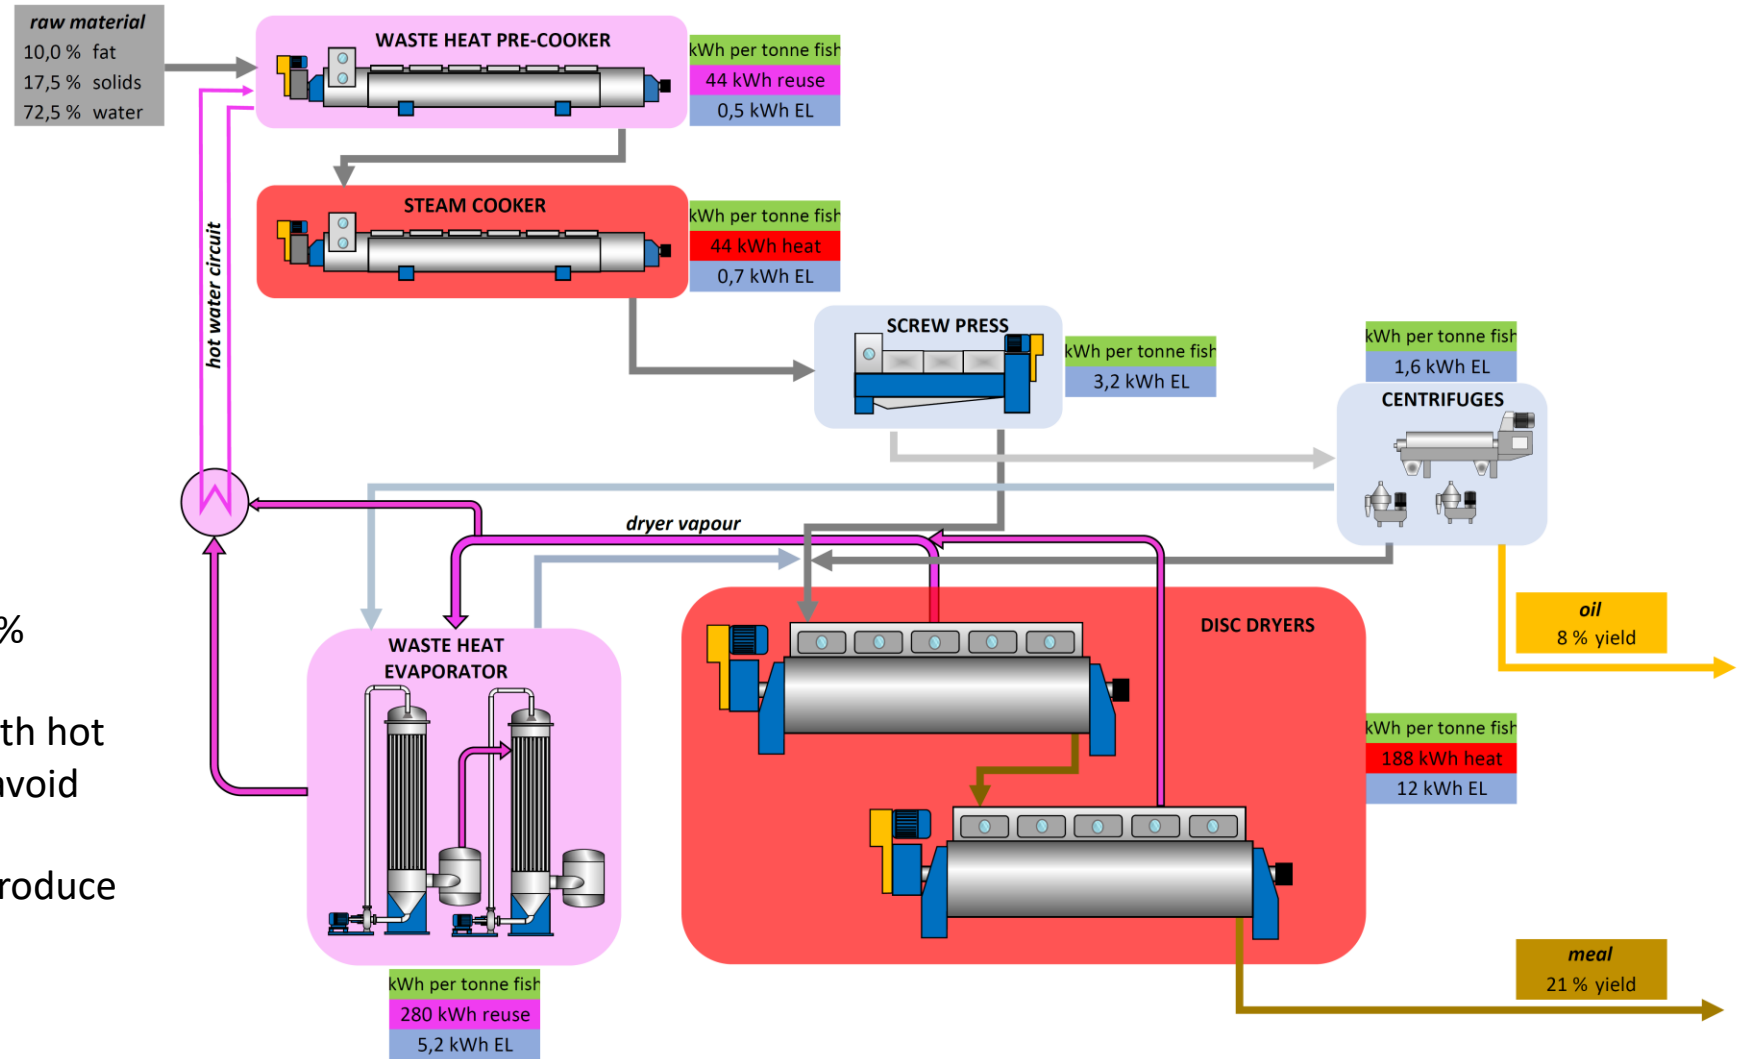 raw material
10,0 % fat
17,5 % solids
72,5 % water
WASTE HEAT PRE-COOKER
kWh per tonne fish
44 kWh reuse
0,5 kWh EL
STEAM COOKER
kWh per tonne fish
44 kWh heat
0,7 kWh EL
hot water circuit
SCREW PRESS
kWh per tonne fish
3,2 kWh EL
kWh per tonne fish
1,6 kWh EL
CENTRIFUGES
dryer vapour
%
th hot
avoid
roduce
WASTE HEAT
EVAPORATOR
kWh per tonne fish
280 kWh reuse
5,2 kWh EL
DISC DRYERS
kWh per tonne fish
188 kWh heat
12 kWh EL
oil
8 % yield
meal
21 % yield